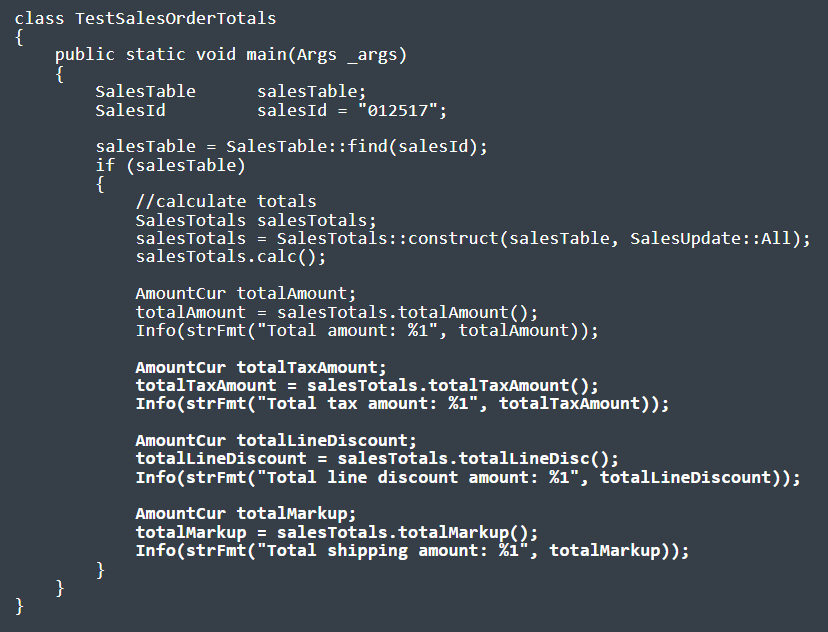 class TestSalesOrderTotals
{
    public static void main(Args _args)
    {
        SalesTable      salesTable;
        SalesId         salesId = "012517";

        salesTable = SalesTable::find(salesId);
        if (salesTable)
        {
            //calculate totals
            SalesTotals salesTotals;
            salesTotals = SalesTotals::construct(salesTable, SalesUpdate::All);
            salesTotals.calc();

            AmountCur totalAmount;
            totalAmount = salesTotals.totalAmount();
            Info(strFmt("Total amount: %1", totalAmount));

            AmountCur totalTaxAmount;
            totalTaxAmount = salesTotals.totalTaxAmount();
            Info(strFmt("Total tax amount: %1", totalTaxAmount));

            AmountCur totalLineDiscount;
            totalLineDiscount = salesTotals.totalLineDisc();
            Info(strFmt("Total line discount amount: %1", totalLineDiscount));

            AmountCur totalMarkup;
            totalMarkup = salesTotals.totalMarkup();
            Info(strFmt("Total shipping amount: %1", totalMarkup));
        }
    }
}